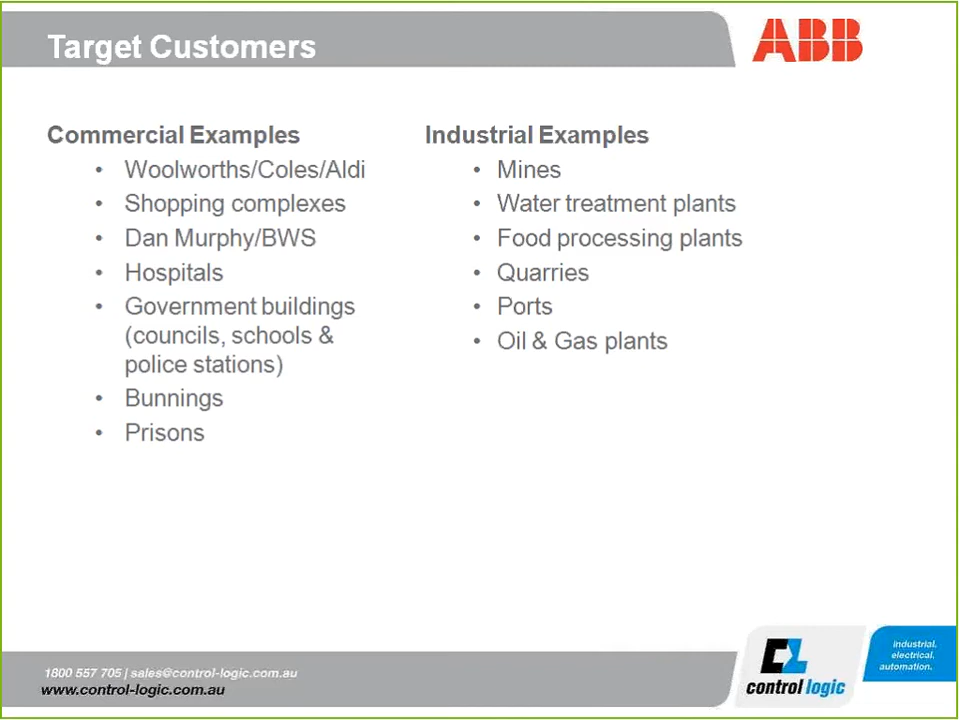 Target Customers
ABB
Commercial Examples
• Woolworths/Coles/Aldi
• Shopping complexes
• Dan Murphy/BWS
• Hospitals
• Government buildings
(councils, schools &
police stations)
• Bunnings
• Prisons
Industrial Examples
• Mines
• Water treatment plants
• Food processing plants
• Quarries
• Ports
• Oil & Gas plants
1800 557 705 | sales@control-logic.com.au
www.control-logic.com.au
control logic
industrial.
electrical.
automation.